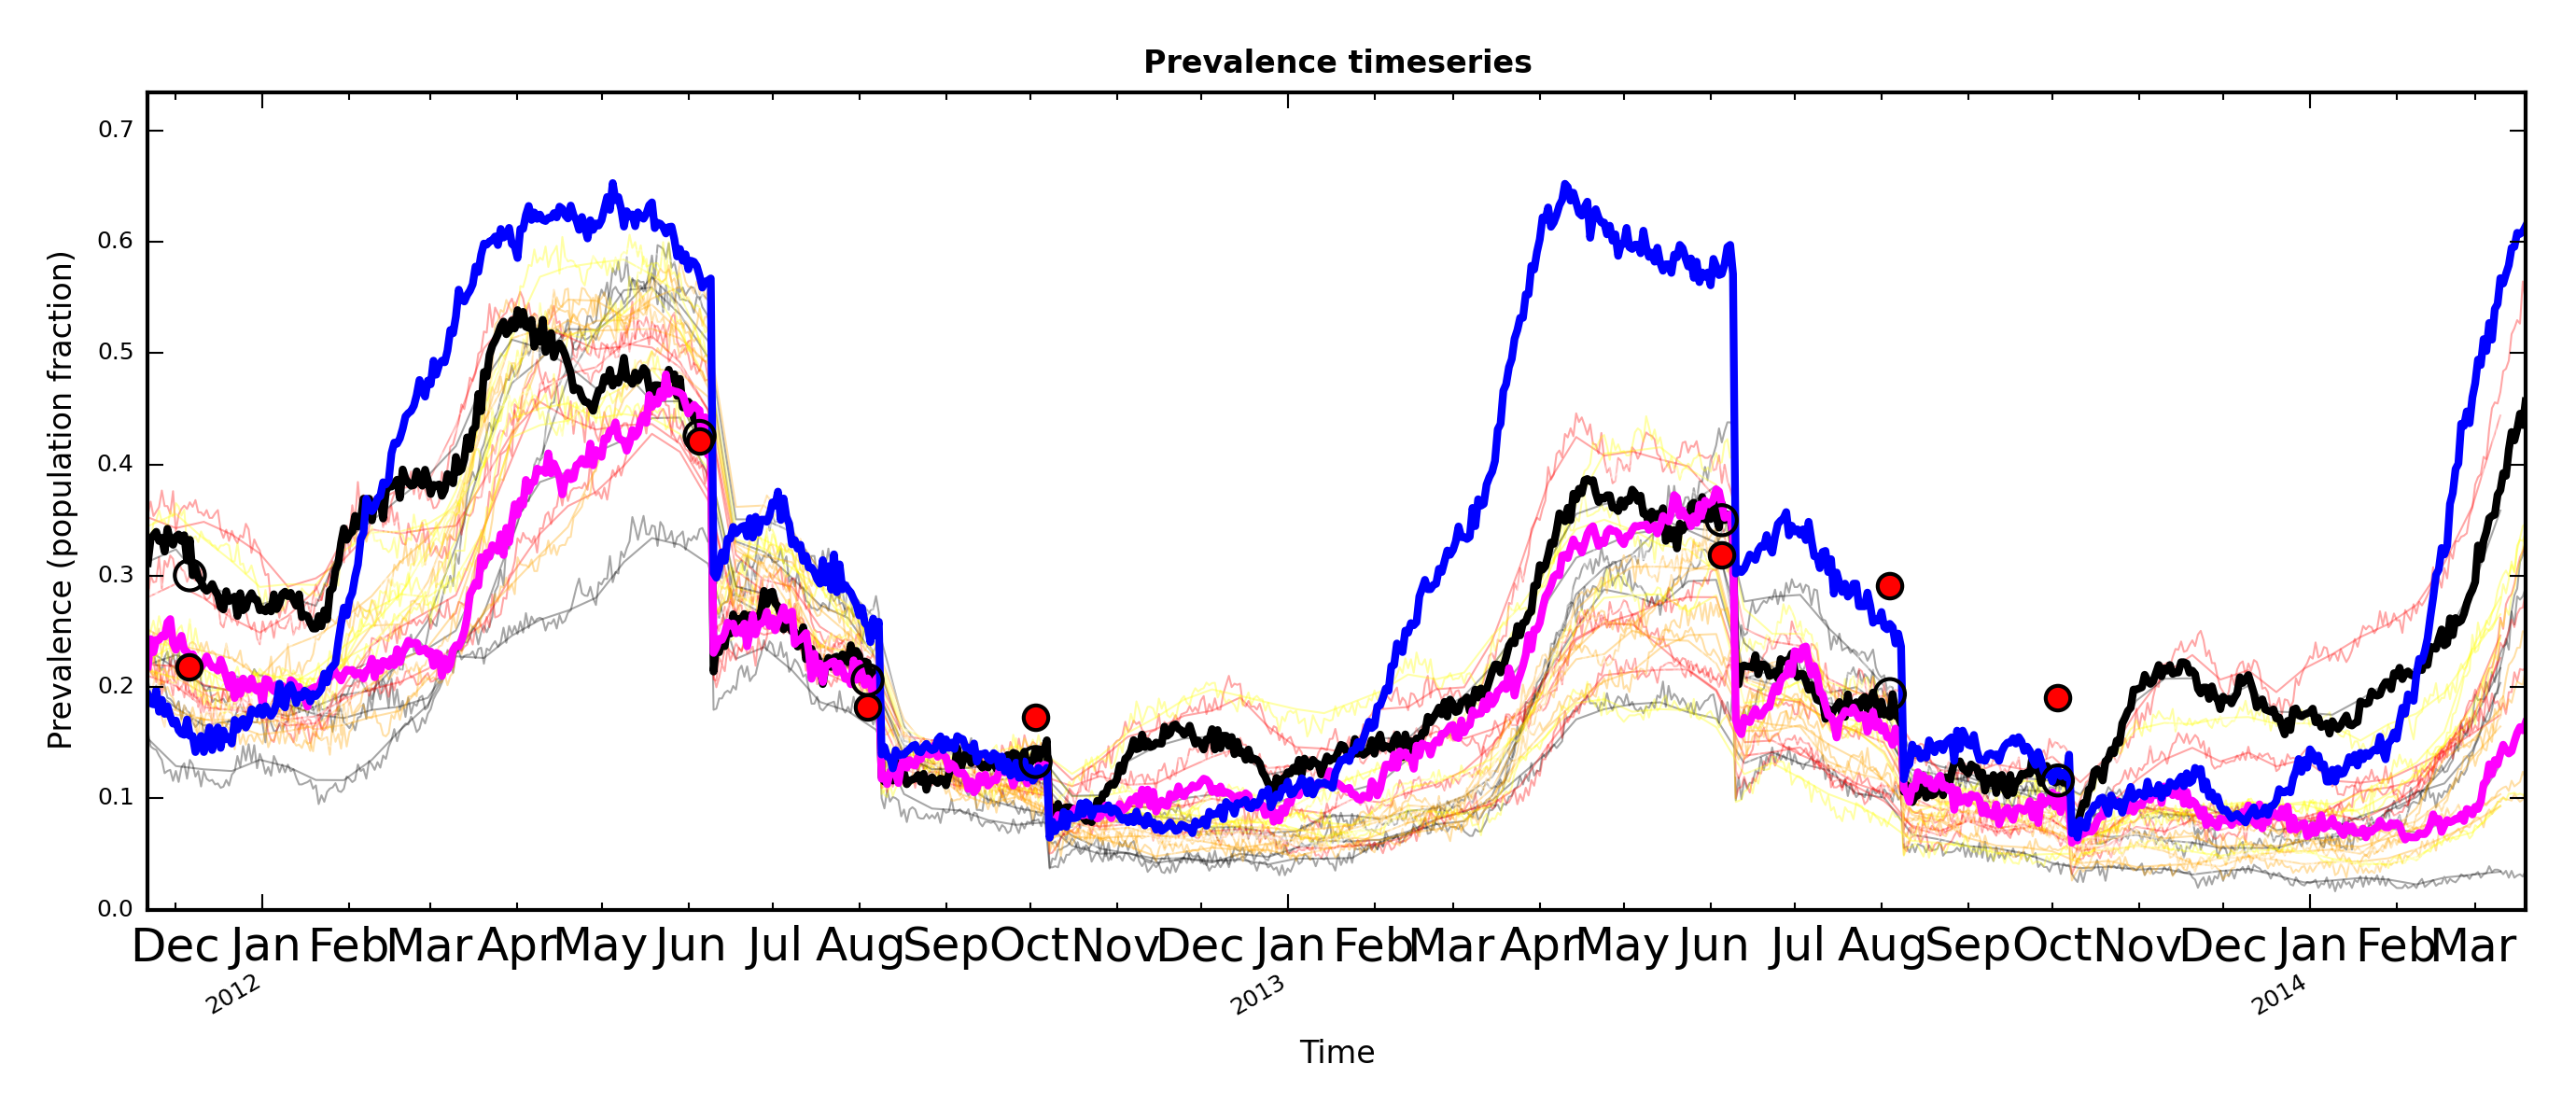 Prevalence timeseries
Prevalence (population fraction)
0.7
0.6
0.5
0.4
0.3
0.2
0.1
0.0
Dec Jan Feb Mar Apr May Jun Jul Aug Sep Oct Nov Dec Jan Feb Mar Apr May Jun Jul Aug Sep Oct Nov Dec Jan Feb Mar
2012 2013 2014
Time